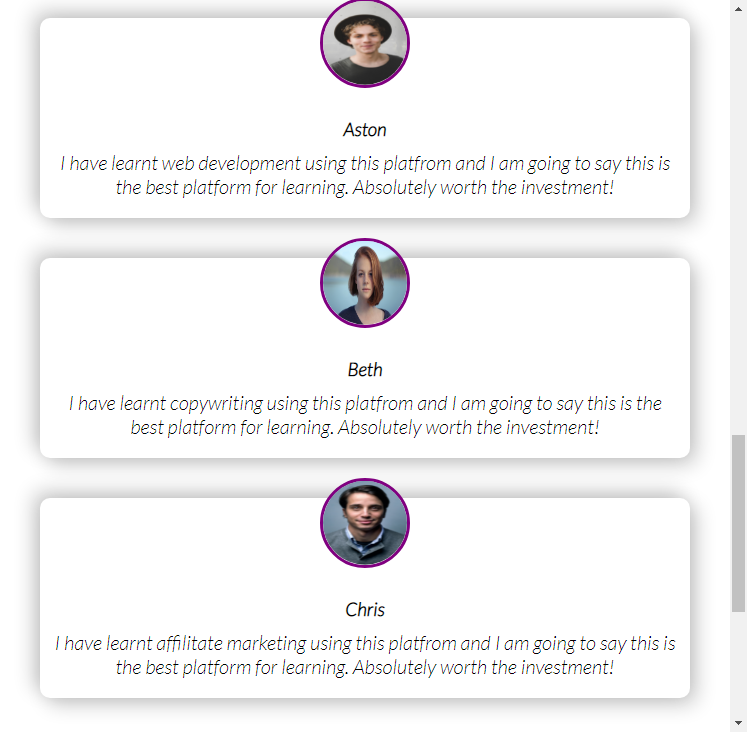 Aston
I have learnt web development using this platfrom and I am going to say this is
the best platform for learning. Absolutely worth the investment!
Beth
I have learnt copywriting using this platfrom and I am going to say this is the
best platform for learning. Absolutely worth the investment!
Chris
I have learnt affilitate marketing using this platfrom and I am going to say this is
the best platform for learning. Absolutely worth the investment!